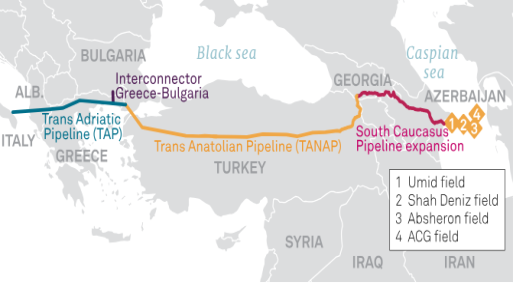 Black sea
Caspian
sea
BULGARIA
GEORGIA
Interconnector
Greece-Bulgaria
ALB.
AZERBAIJAN
Trans Adriatic
Pipeline (TAP)
ITALY
GREECE
Trans Anatolian Pipeline (TANAP)
TURKEY
South Caucasus
Pipeline expansion
1
2
3
4
1 Umid field
2 Shah Deniz field
3 Absheron field
4 ACG field
SYRIA
IRAQ
IRAN